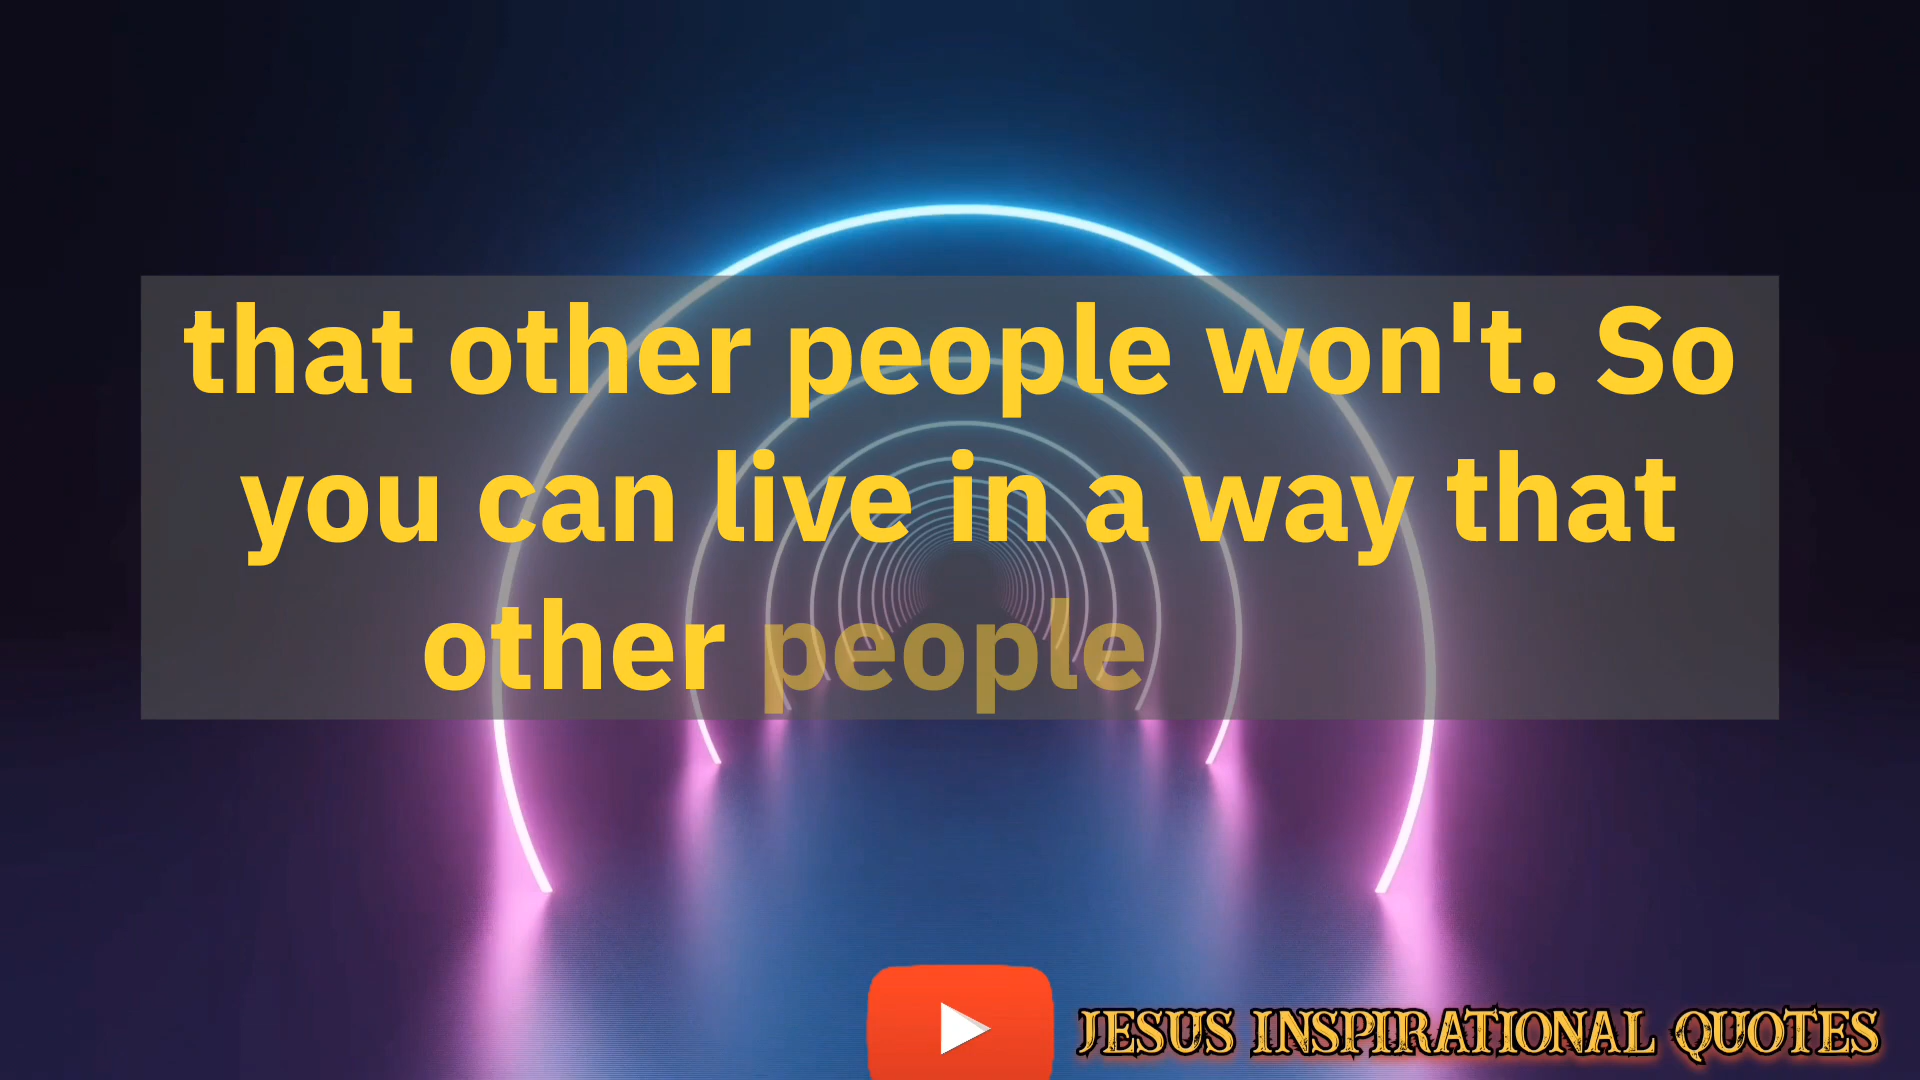 that other people won't. So
you can live in a way that
other people
JESUS INSPIRATIONAL QUOTES